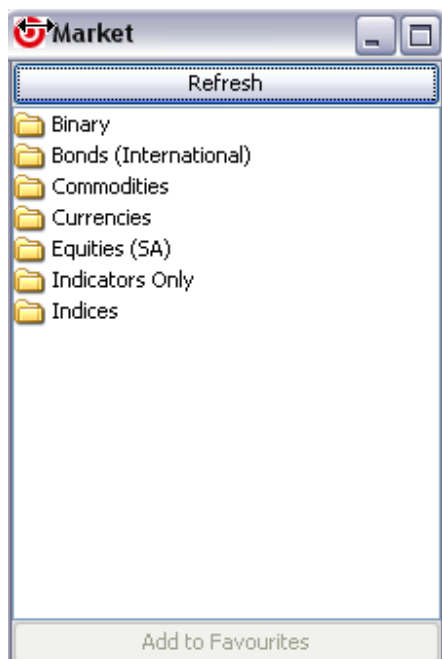 Market
Refresh
Binary
Bonds (International)
Commodities
Currencies
Equities (SA)
Indicators Only
Indices
Add to Favourites